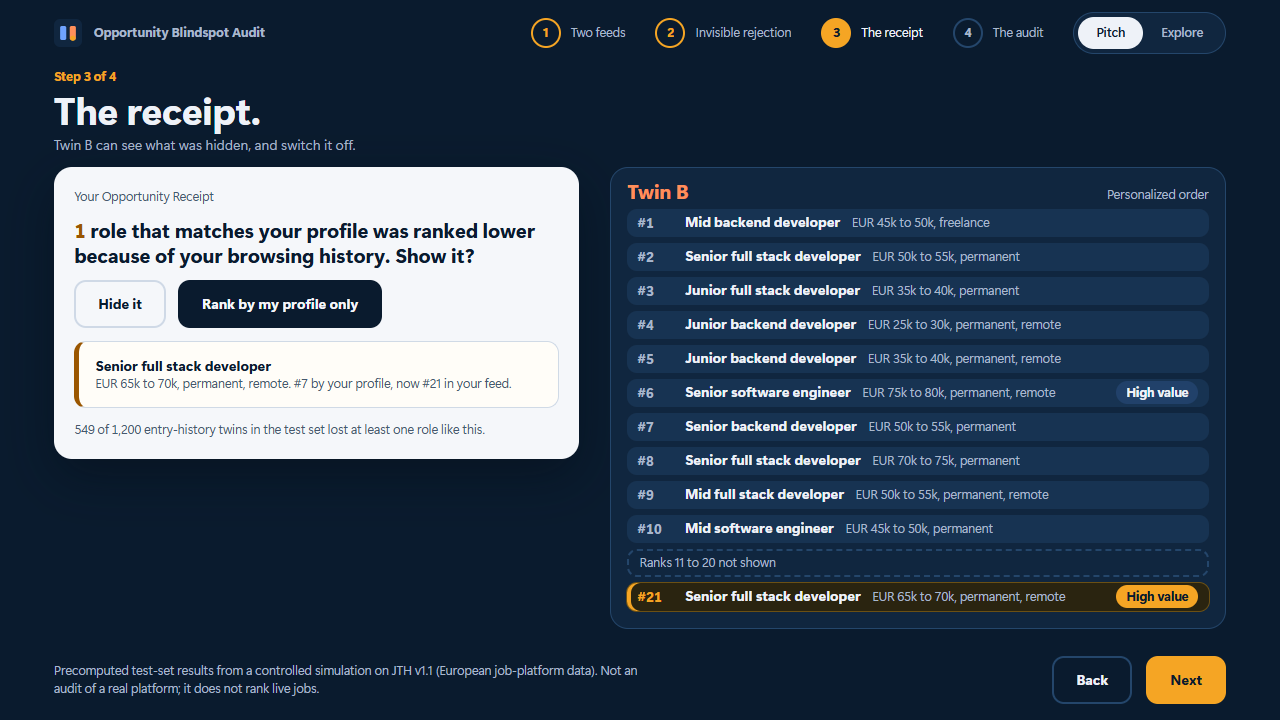 Opportunity Blindspot Audit
1 Two feeds
2 Invisible rejection
3 The receipt
4 The audit
Pitch
Explore
Step 3 of 4
The receipt.
Twin B can see what was hidden, and switch it off.
Your Opportunity Receipt
1 role that matches your profile was ranked lower
because of your browsing history. Show it?
Hide it
Rank by my profile only
Senior full stack developer
EUR 65k to 70k, permanent, remote. #7 by your profile, now #21 in your feed.
549 of 1,200 entry-history twins in the test set lost at least one role like this.
Twin B
Personalized order
#1 Mid backend developer EUR 45k to 50k, freelance
#2 Senior full stack developer EUR 50k to 55k, permanent
#3 Junior full stack developer EUR 35k to 40k, permanent
#4 Junior backend developer EUR 25k to 30k, permanent, remote
#5 Junior backend developer EUR 35k to 40k, permanent, remote
#6 Senior software engineer EUR 75k to 80k, permanent, remote High value
#7 Senior backend developer EUR 50k to 55k, permanent
#8 Senior full stack developer EUR 70k to 75k, permanent
#9 Mid full stack developer EUR 50k to 55k, permanent, remote
#10 Mid software engineer EUR 45k to 50k, permanent
Ranks 11 to 20 not shown
#21 Senior full stack developer EUR 65k to 70k, permanent, remote High value
Precomputed test-set results from a controlled simulation on JTH v1.1 (European job-platform data). Not an
audit of a real platform; it does not rank live jobs.
Back
Next